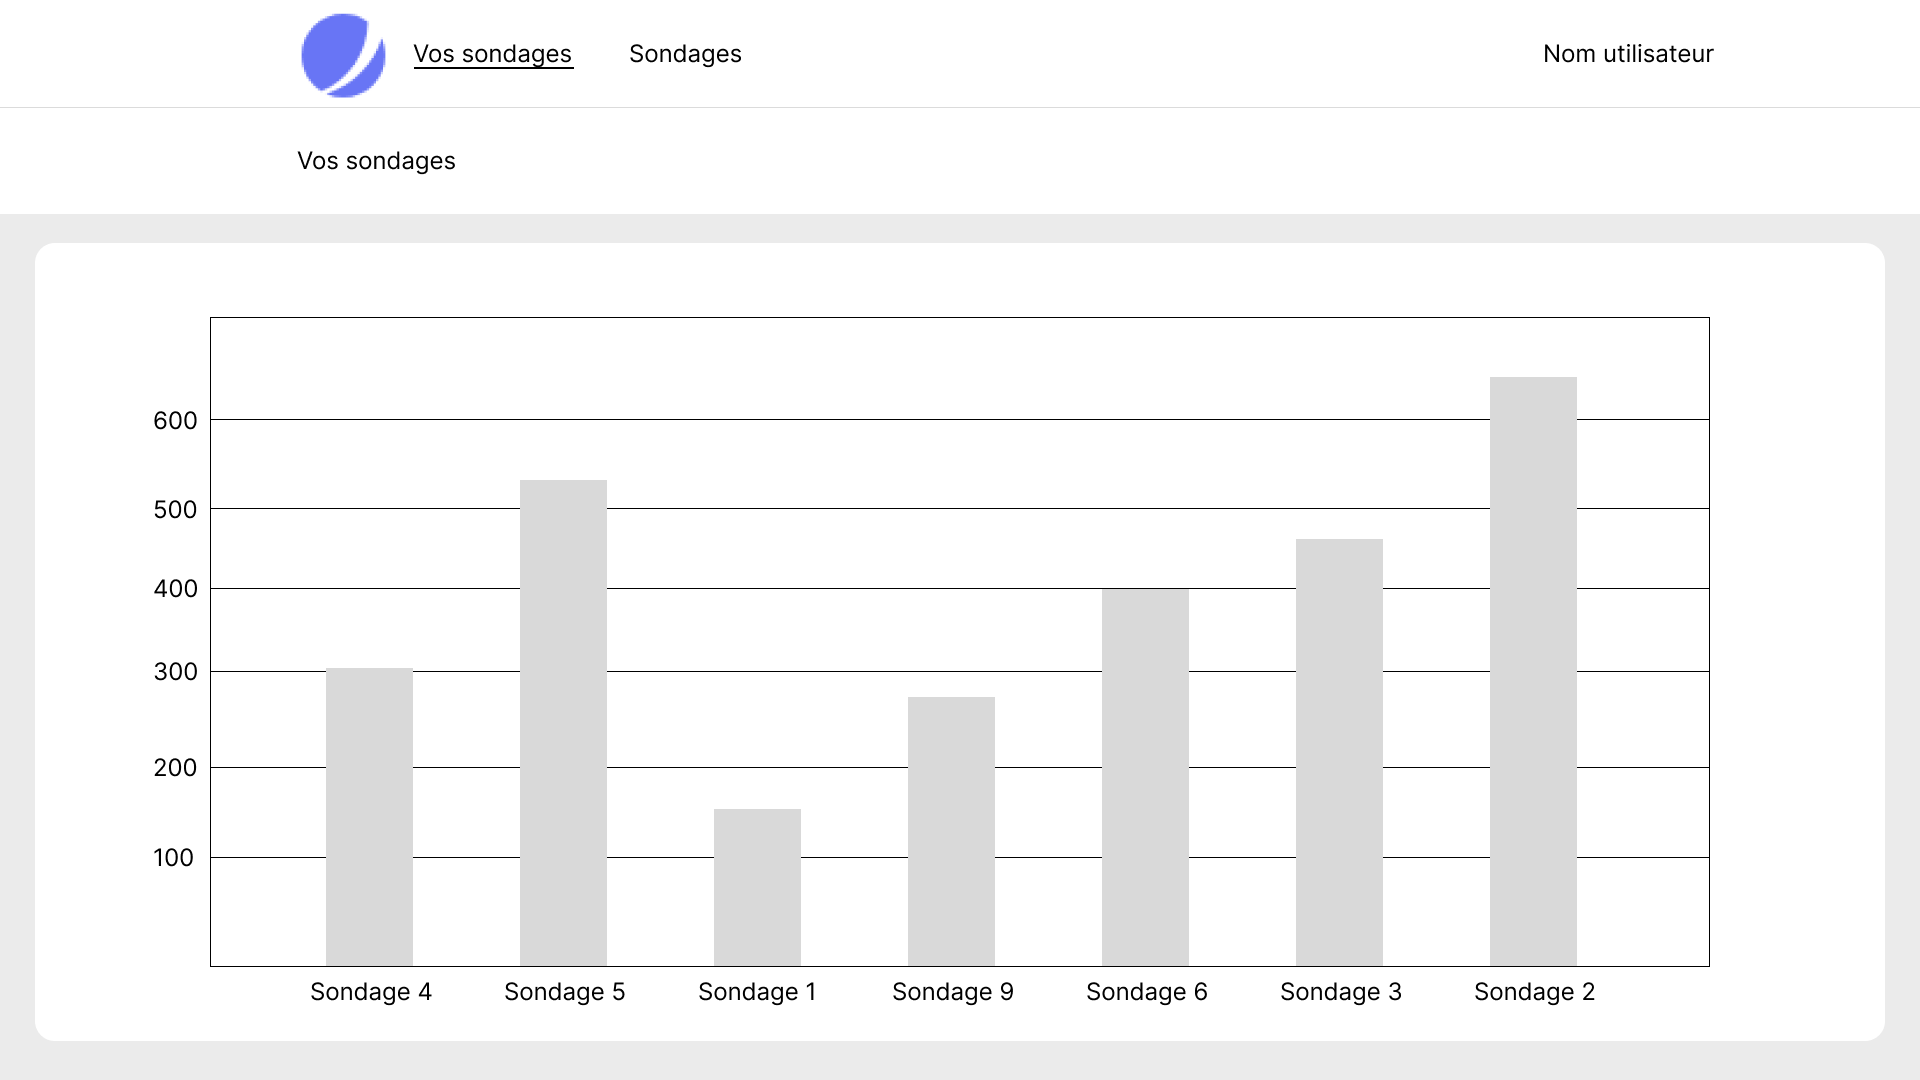 Vos sondages
Sondages
Nom utilisateur
Vos sondages
600
500
400
300
200
100
Sondage 4
Sondage 5
Sondage 1
Sondage 9
Sondage 6
Sondage 3
Sondage 2